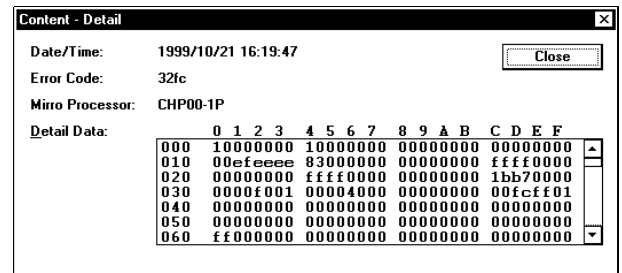 Content - Detail
Date/Time: 1999/10/21 16:19:47
Close
Error Code: 32fc
Mirro Processor: CHP00-1P
Detail Data: 0 1 2 3 4 5 6 7 8 9 A B C D E F
000 10000000 10000000 00000000 00000000
010 00efeeee 83000000 00000000 ffff0000
020 00000000 ffff0000 00000000 1bb70000
030 0000f001 00004000 00000000 00fcff01
040 00000000 00000000 00000000 00000000
050 00000000 00000000 00000000 00000000
060 ff000000 00000000 00000000 00000000